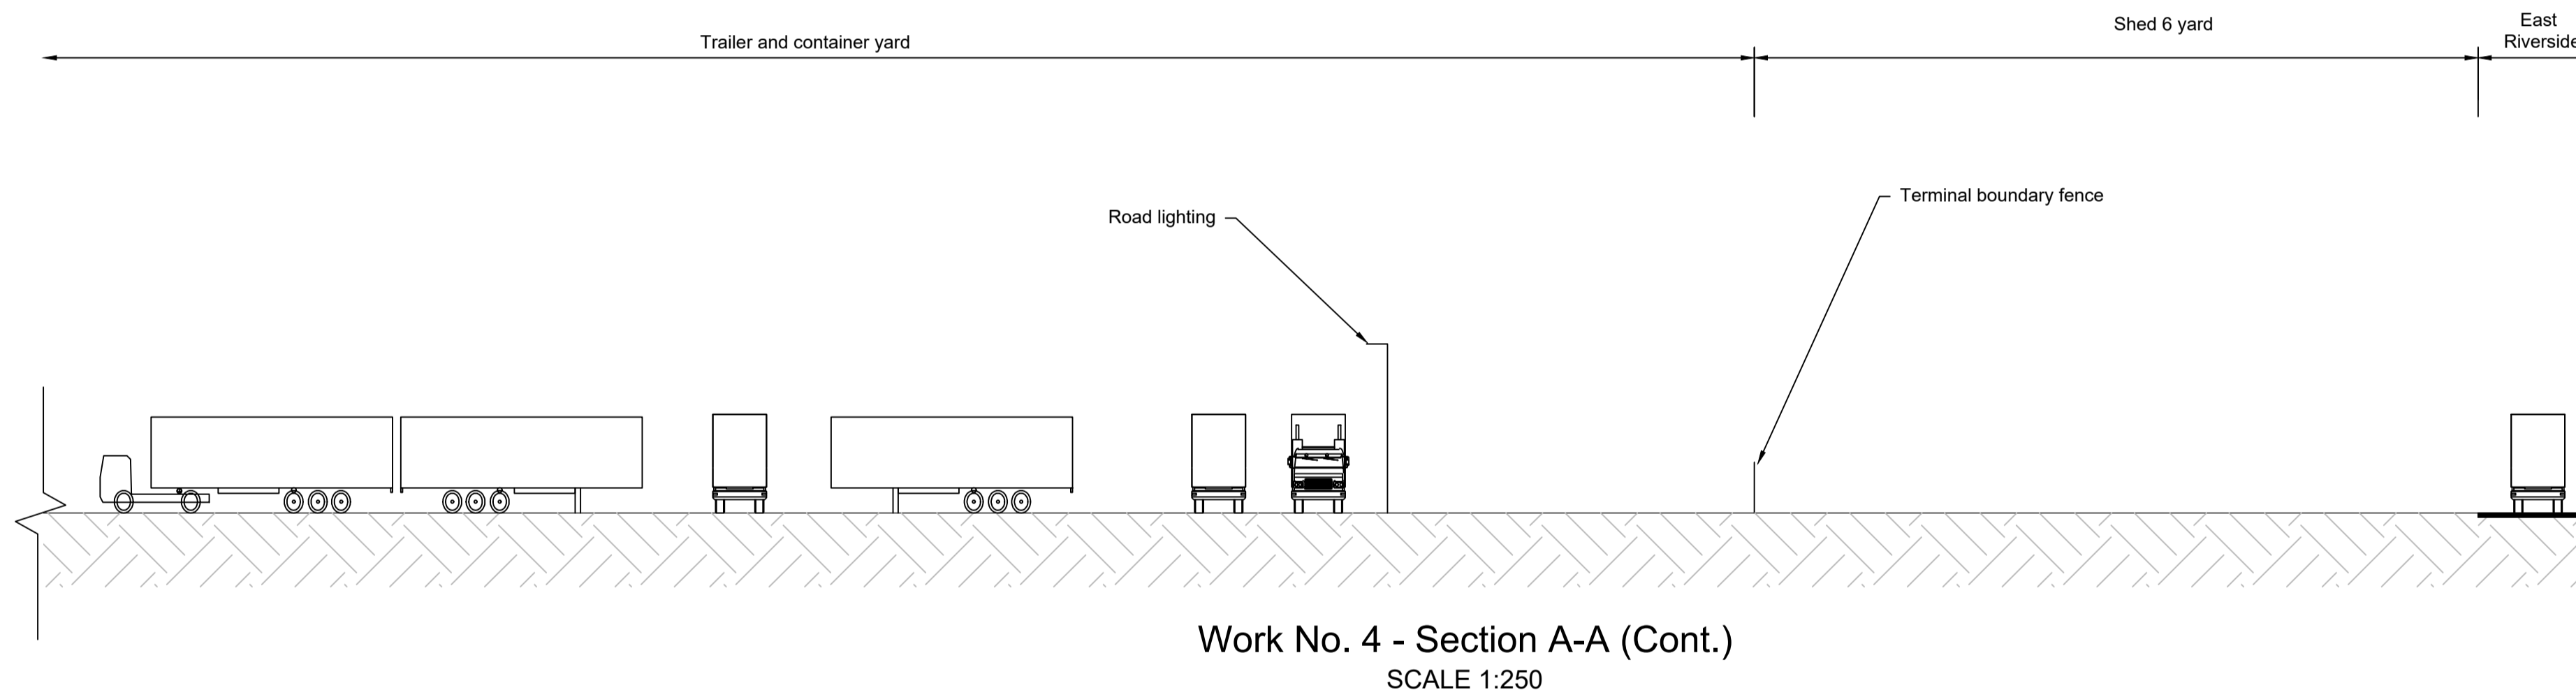 Trailer and container yard
Shed 6 yard
East
Riverside
Road lighting
Terminal boundary fence
Work No. 4 - Section A-A (Cont.)
SCALE 1:250